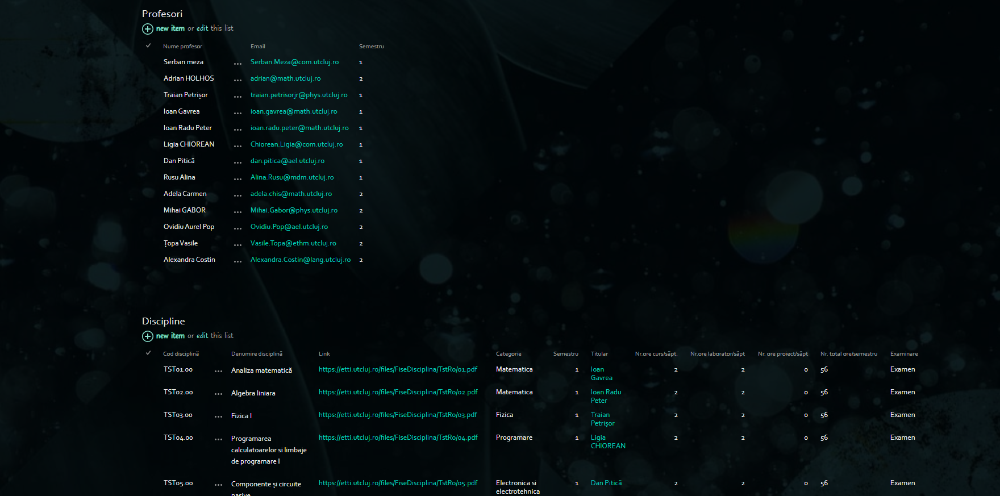 Profesori
new item or edit this list
Nume profesor Email Semestru
Serban meza ... Serban.Meza@com.utcluj.ro 1
Adrian HOLHOS ... adrian@math.utcluj.ro 2
Traian Petrișor ... traian.petrisorjr@phys.utcluj.ro 1
Ioan Gavrea ... ioan.gavrea@math.utcluj.ro 1
Ioan Radu Peter ... ioan.radu.peter@math.utcluj.ro 1
Ligia CHIOREAN ... Chiorean.Ligia@com.utcluj.ro 1
Dan Pitică ... dan.pitica@ael.utcluj.ro 1
Rusu Alina ... Alina.Rusu@mdm.utcluj.ro 1
Adela Carmen ... adela.chis@math.utcluj.ro 2
Mihai GABOR ... Mihai.Gabor@phys.utcluj.ro 2
Ovidiu Aurel Pop ... Ovidiu.Pop@ael.utcluj.ro 2
Țopa Vasile ... Vasile.Topa@ethm.utcluj.ro 2
Alexandra Costin ... Alexandra.Costin@lang.utcluj.ro 2
Discipline
new item or edit this list
Cod disciplină Denumire disciplină Link Categorie Semestru Titular Nr.ore curs/săpt. Nr.ore laborator/săpt Nr. ore proiect/săpt Nr. total ore/semestru Examinare
TST01.00 ... Analiza matematică https://etti.utcluj.ro/files/FiseDisciplina/TstRo/01.pdf Matematica 1 Ioan 2 2 0 56 Examen
Gavrea
TST02.00 ... Algebra liniara https://etti.utcluj.ro/files/FiseDisciplina/TstRo/02.pdf Matematica 1 Ioan Radu 2 2 0 56 Examen
Peter
TST03.00 ... Fizica I https://etti.utcluj.ro/files/FiseDisciplina/TstRo/03.pdf Fizica 1 Traian 2 2 0 56 Examen
Petrișor
TST04.00 ... Programarea https://etti.utcluj.ro/files/FiseDisciplina/TstRo/04.pdf Programare 1 Ligia 2 2 0 56 Examen
calculatoarelor si limbaje CHIOREAN
de programare I
TST05.00 ... Componente și circuite https://etti.utcluj.ro/files/FiseDisciplina/TstRo/05.pdf Electronica si 1 Dan Pitică 2 2 0 56 Examen
pasive electrotehnica